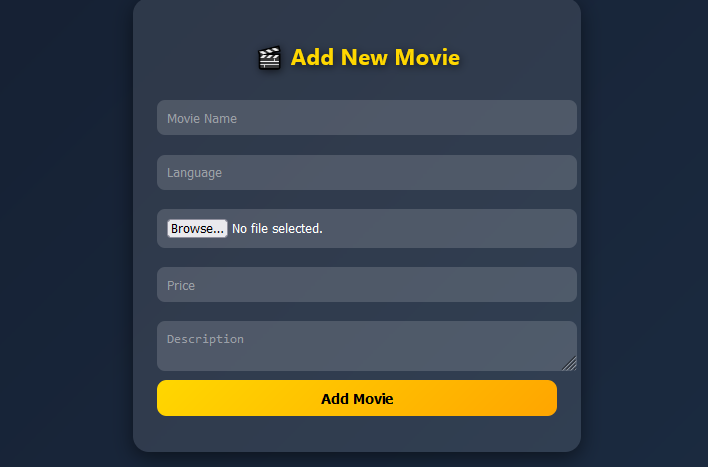 🎬 Add New Movie
Movie Name
Language
Browse... No file selected.
Price
Description
Add Movie